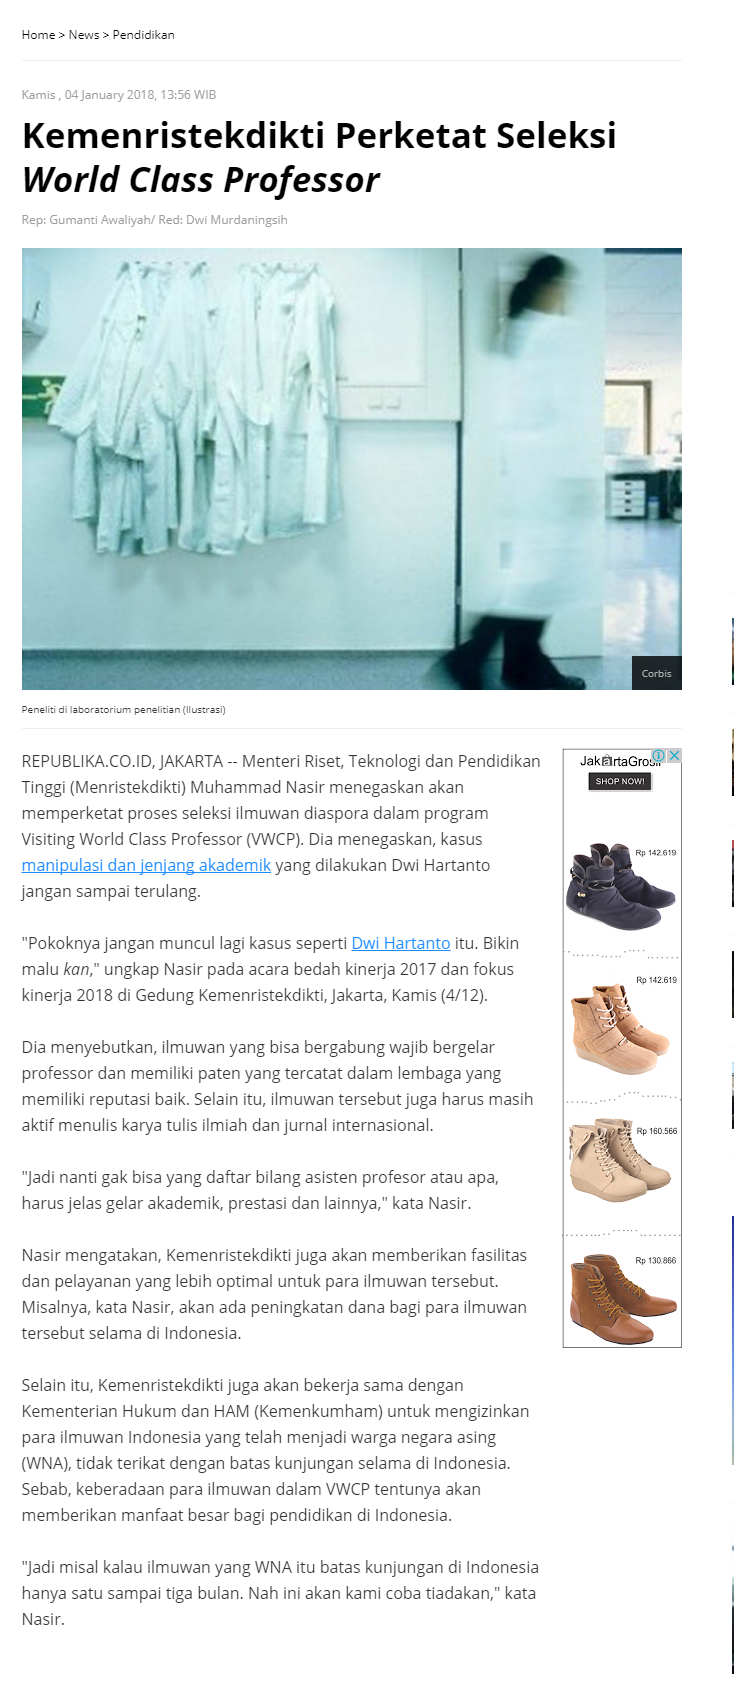 Home > News > Pendidikan
Kamis , 04 January 2018, 13:56 WIB
Kemenristekdikti Perketat Seleksi
World Class Professor
Rep: Gumanti Awaliyah/ Red: Dwi Murdaningsih
Corbis
Peneliti di laboratorium penelitian (Ilustrasi)
REPUBLIKA.CO.ID, JAKARTA -- Menteri Riset, Teknologi dan Pendidikan
Tinggi (Menristekdikti) Muhammad Nasir menegaskan akan
memperketat proses seleksi ilmuwan diaspora dalam program
Visiting World Class Professor (VWCP). Dia menegaskan, kasus
manipulasi dan jenjang akademik yang dilakukan Dwi Hartanto
jangan sampai terulang.
"Pokoknya jangan muncul lagi kasus seperti Dwi Hartanto itu. Bikin
malu kan," ungkap Nasir pada acara bedah kinerja 2017 dan fokus
kinerja 2018 di Gedung Kemenristekdikti, Jakarta, Kamis (4/12).
Dia menyebutkan, ilmuwan yang bisa bergabung wajib bergelar
professor dan memiliki paten yang tercatat dalam lembaga yang
memiliki reputasi baik. Selain itu, ilmuwan tersebut juga harus masih
aktif menulis karya tulis ilmiah dan jurnal internasional.
"Jadi nanti gak bisa yang daftar bilang asisten profesor atau apa,
harus jelas gelar akademik, prestasi dan lainnya," kata Nasir.
Nasir mengatakan, Kemenristekdikti juga akan memberikan fasilitas
dan pelayanan yang lebih optimal untuk para ilmuwan tersebut.
Misalnya, kata Nasir, akan ada peningkatan dana bagi para ilmuwan
tersebut selama di Indonesia.
Selain itu, Kemenristekdikti juga akan bekerja sama dengan
Kementerian Hukum dan HAM (Kemenkumham) untuk mengizinkan
para ilmuwan Indonesia yang telah menjadi warga negara asing
(WNA), tidak terikat dengan batas kunjungan selama di Indonesia.
Sebab, keberadaan para ilmuwan dalam VWCP tentunya akan
memberikan manfaat besar bagi pendidikan di Indonesia.
"Jadi misal kalau ilmuwan yang WNA itu batas kunjungan di Indonesia
hanya satu sampai tiga bulan. Nah ini akan kami coba tiadakan," kata
Nasir.
SHOP NOW!
Rp 142.619
Rp 142.619
Rp 160.566
Rp 130.866